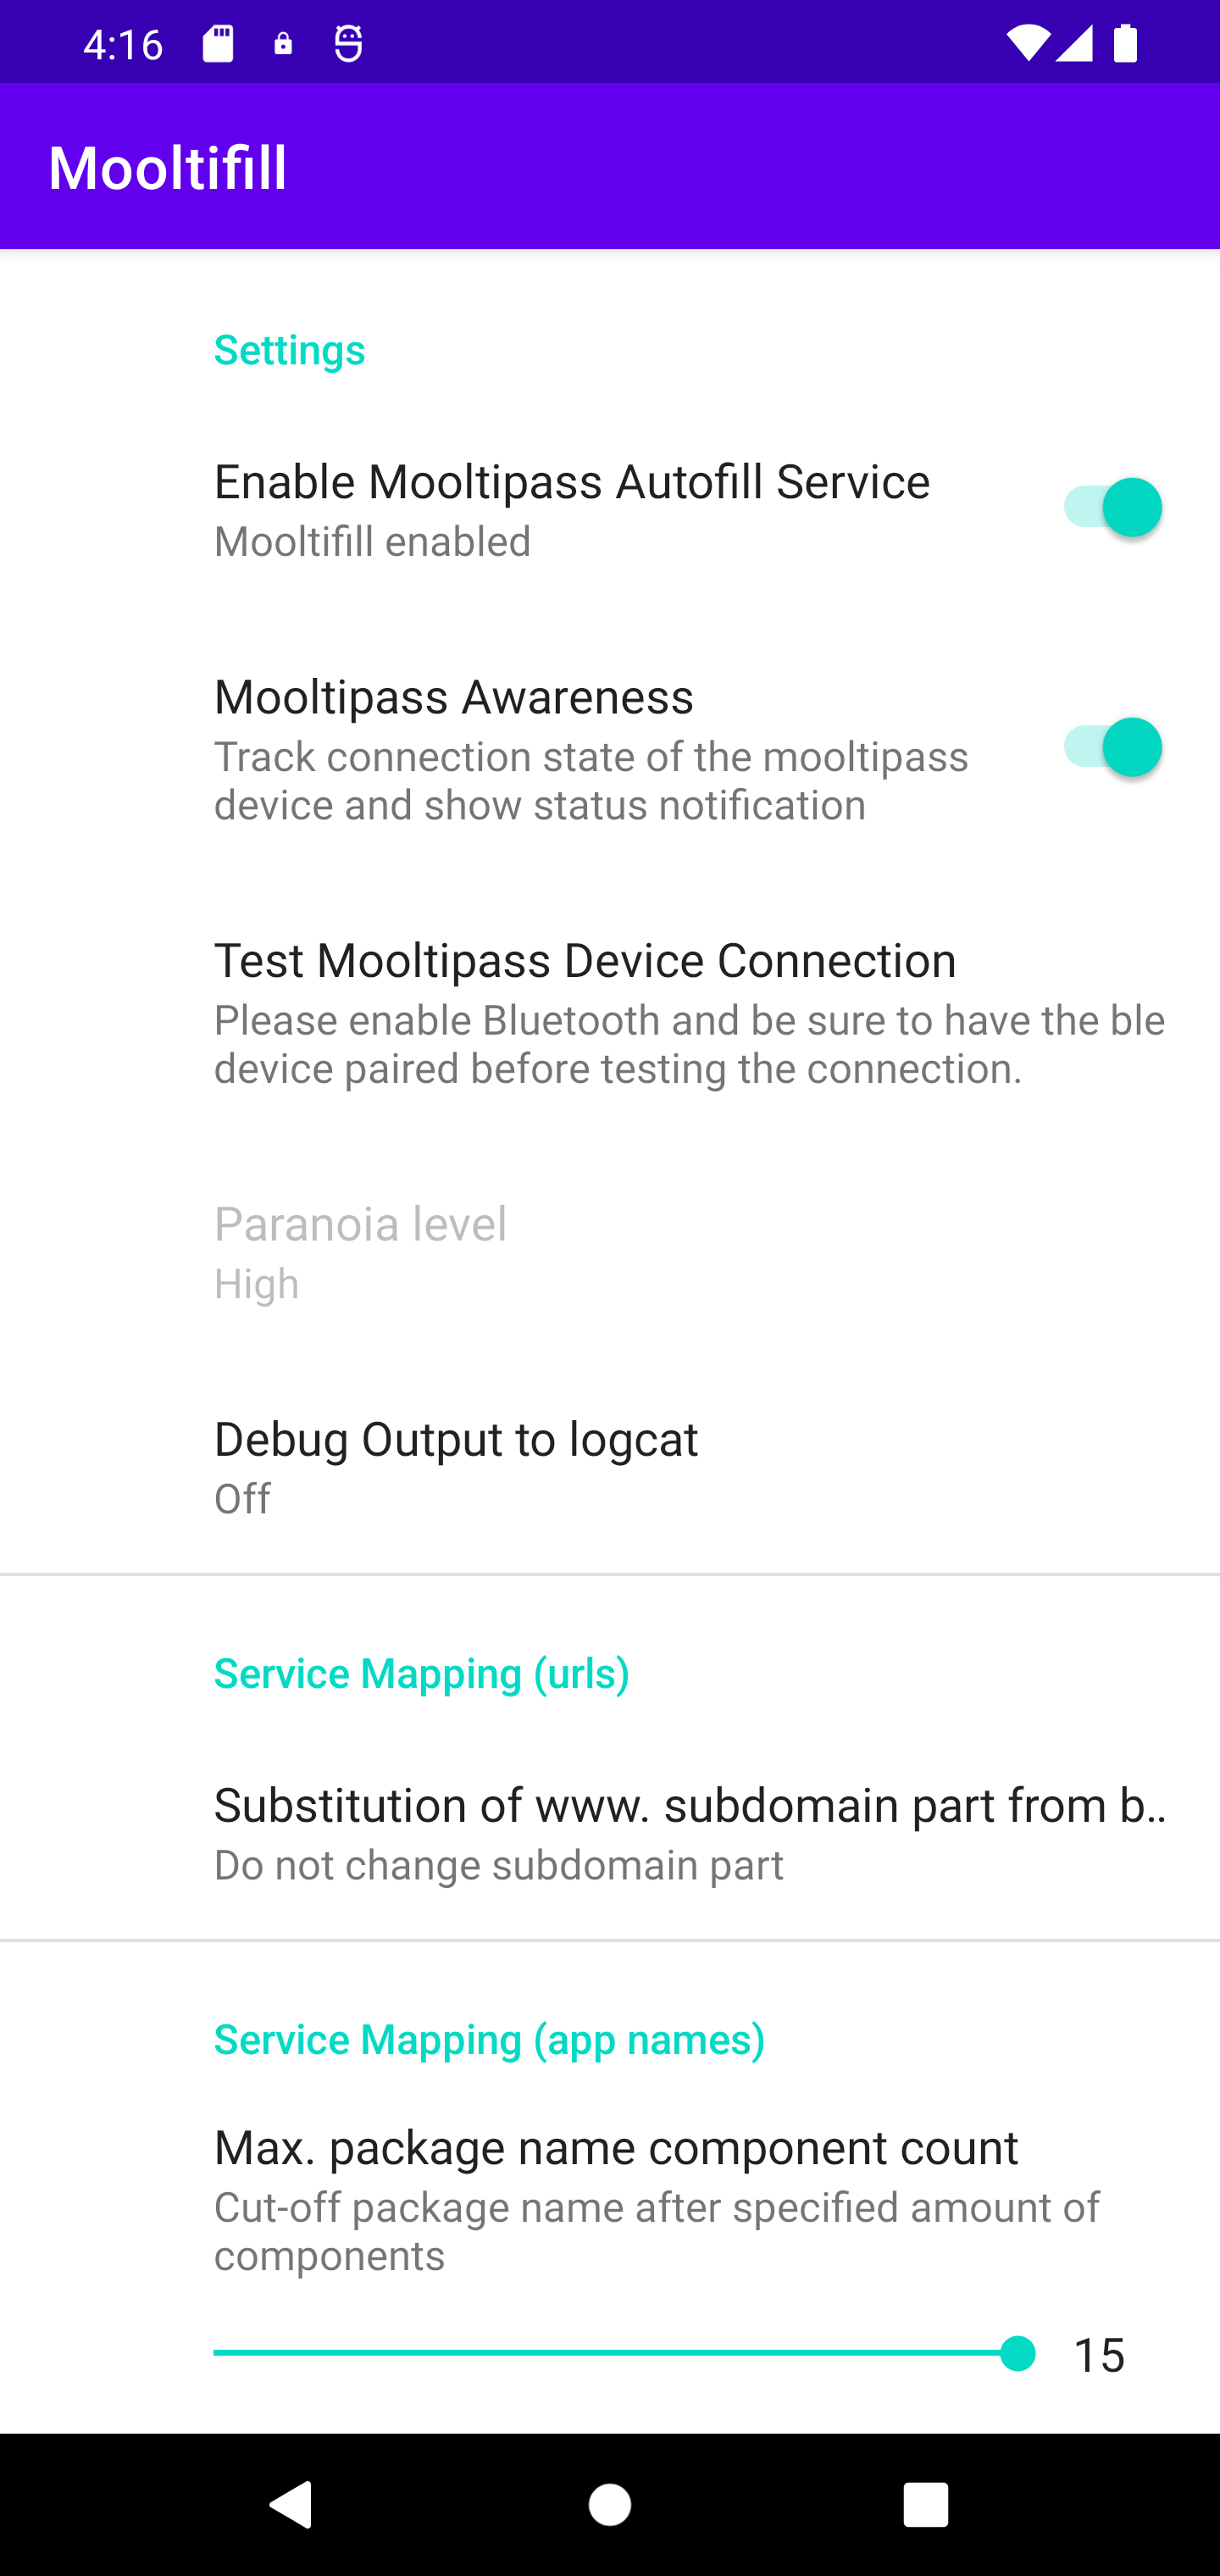 4:16
Mooltifill
Settings
Enable Mooltipass Autofill Service
Mooltifill enabled
Mooltipass Awareness
Track connection state of the mooltipass
device and show status notification
Test Mooltipass Device Connection
Please enable Bluetooth and be sure to have the ble
device paired before testing the connection.
Paranoia level
High
Debug Output to logcat
Off
Service Mapping (urls)
Substitution of www. subdomain part from b..
Do not change subdomain part
Service Mapping (app names)
Max. package name component count
Cut-off package name after specified amount of
components
15